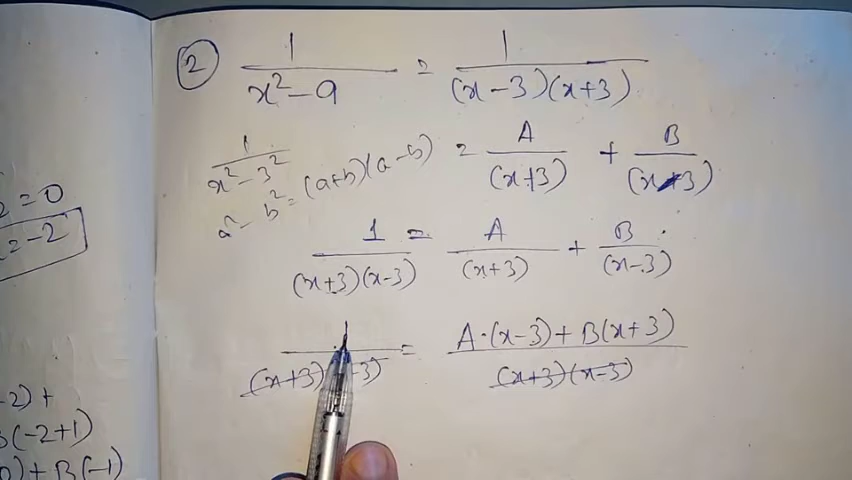 2 = 0
= -2
-2) +
B(-2+1)
) + B(-1)
② 1/(x² - 9) = 1/((x - 3)(x + 3))
1/(x² - 3²)
a² - b² = (a+b)(a-b)
= A/(x+3) + B/(x-3)
1/((x+3)(x-3)) = A/(x+3) + B/(x-3)
1/((x+3)(x-3)) = (A·(x-3) + B(x+3))/((x+3)(x-3))